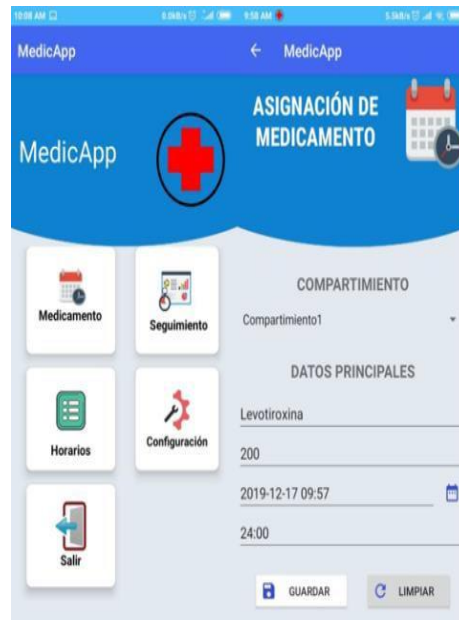 10:08 AM
MedicApp
MedicApp
Medicamento
Seguimiento
Horarios
Configuración
Salir
9:58 AM
MedicApp
ASIGNACIÓN DE
MEDICAMENTO
COMPARTIMIENTO
Compartimiento1
DATOS PRINCIPALES
Levotiroxina
200
2019-12-17 09:57
24:00
GUARDAR
LIMPIAR